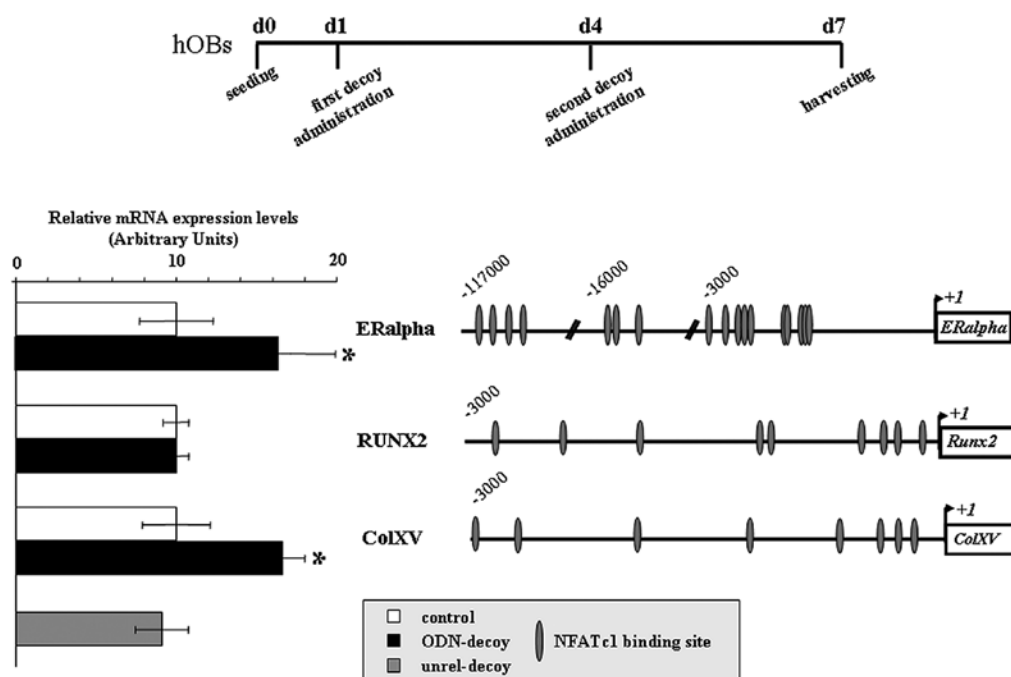 hOBs
d0
d1
d4
d7
seeding
first decoy
administration
second decoy
administration
harvesting
Relative mRNA expression levels
(Arbitrary Units)
0
10
20
*
ERalpha
-117000
-16000
-3000
+1
ERalpha
RUNX2
-3000
+1
Runx2
*
ColXV
-3000
+1
ColXV
control
ODN-decoy
unrel-decoy
NFATc1 binding site